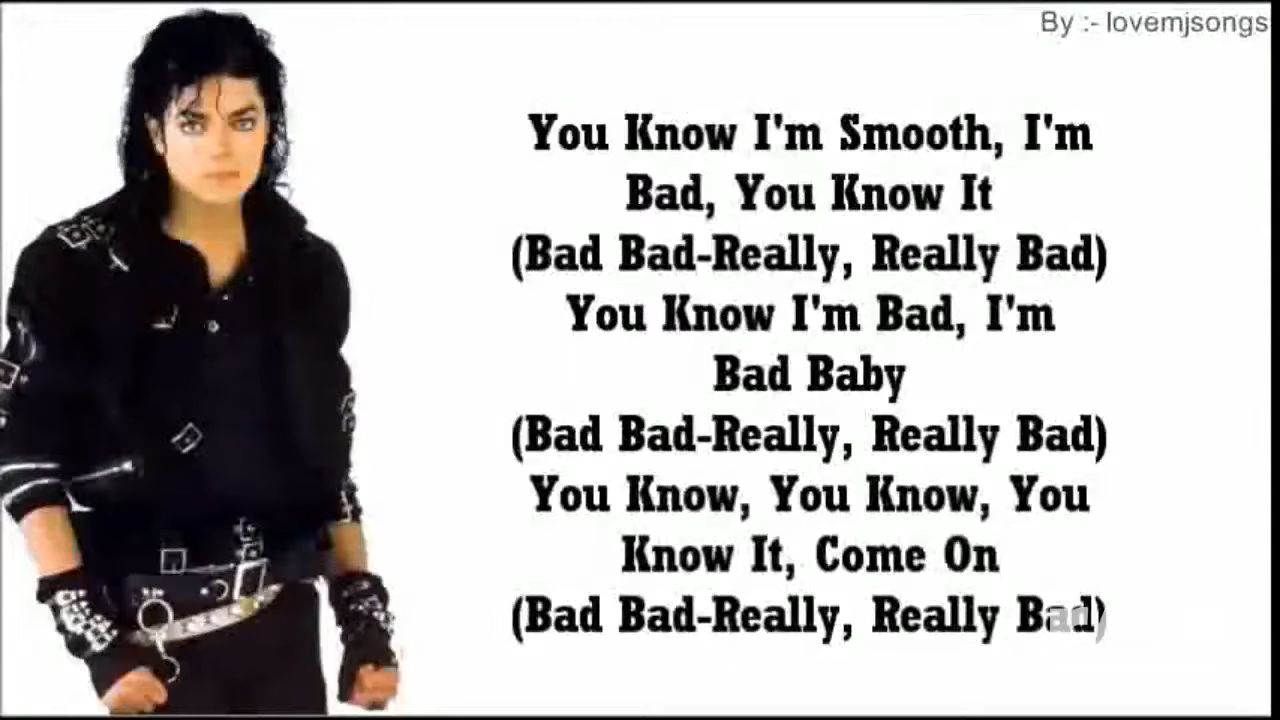 By :- lovemjsongs
You Know I'm Smooth, I'm
Bad, You Know It
(Bad Bad-Really, Really Bad)
You Know I'm Bad, I'm
Bad Baby
(Bad Bad-Really, Really Bad)
You Know, You Know, You
Know It, Come On
(Bad Bad-Really, Really Bad)